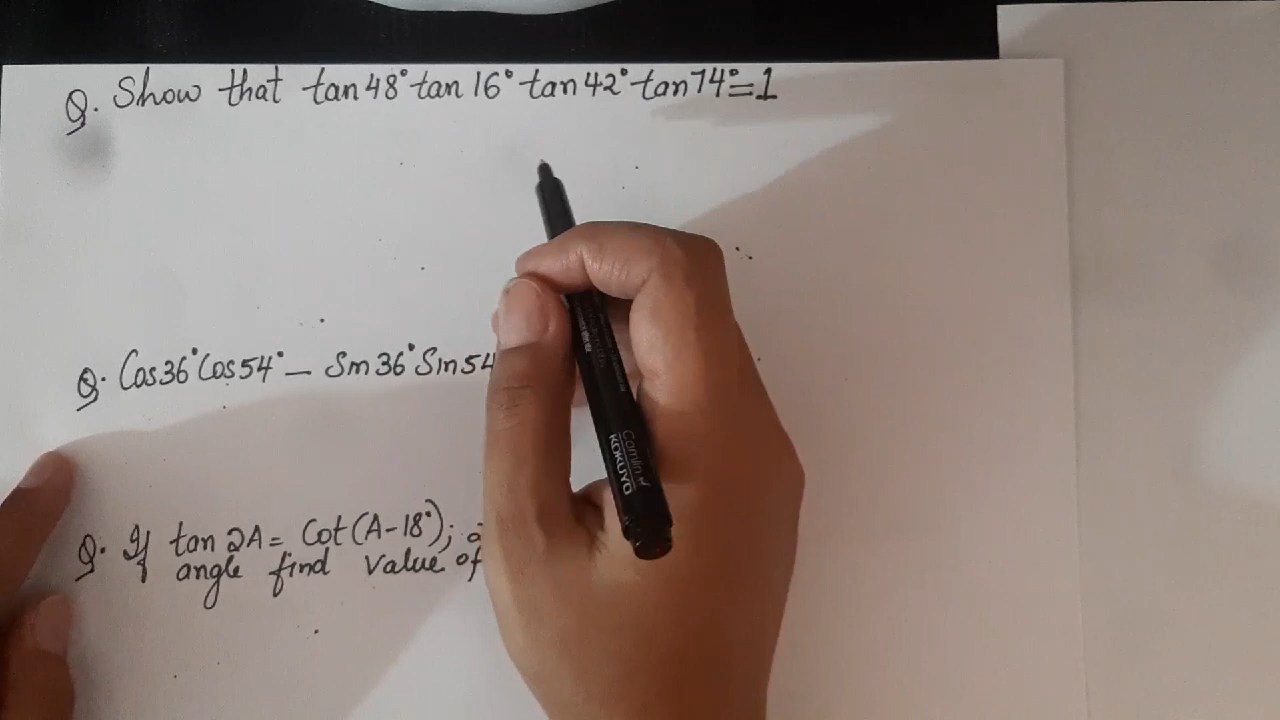 Q. Show that tan 48° tan 16° tan 42° tan 74° = 1
Q. Cos 36° Cos 54° – Sin 36° Sin 54
Q. If tan 2A = Cot (A - 18°);
angle find value of
Camlin
KOKUYO